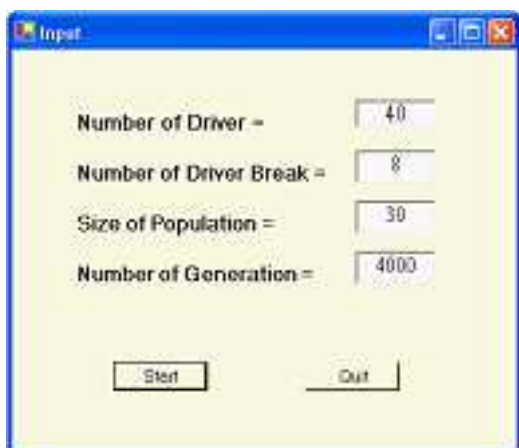 Input
Number of Driver = 40
Number of Driver Break = 8
Size of Population = 30
Number of Generation = 4000
Start Quit